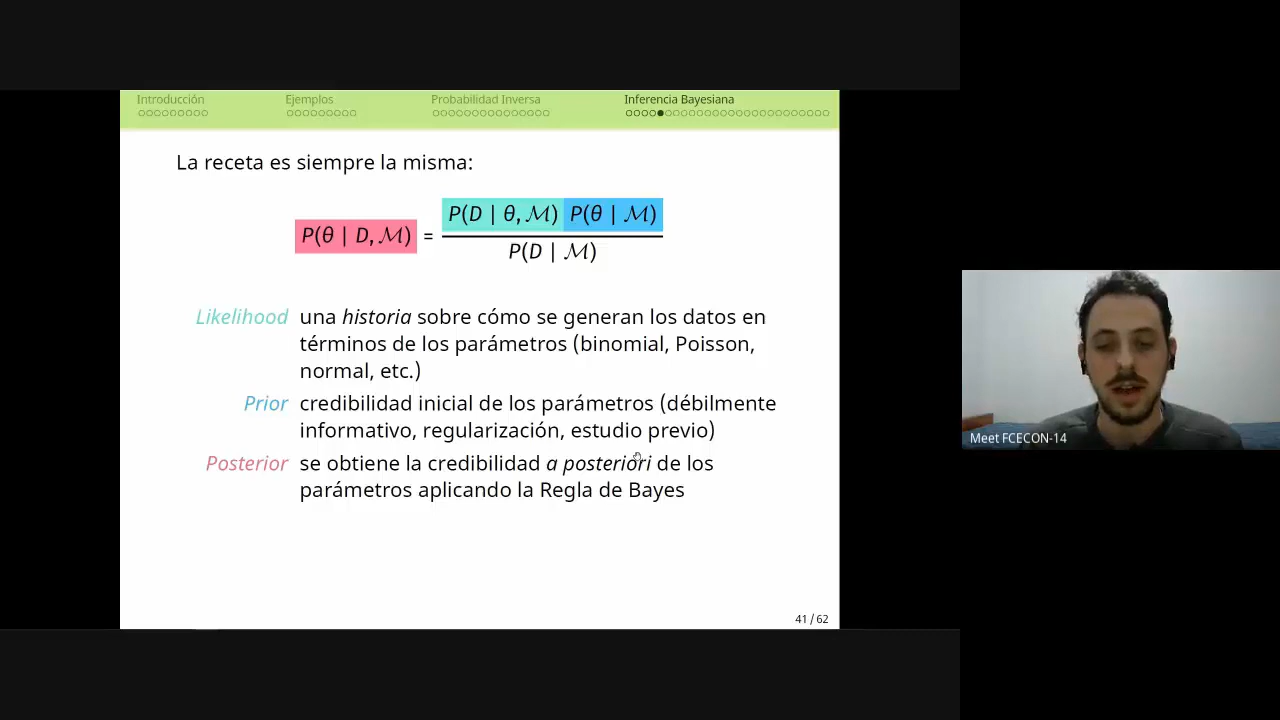 Introducción Ejemplos Probabilidad Inversa Inferencia Bayesiana
La receta es siempre la misma:
P(D | θ, ℳ) P(θ | ℳ)
P(θ | D, ℳ) =
P(D | ℳ)
Likelihood una historia sobre cómo se generan los datos en
términos de los parámetros (binomial, Poisson,
normal, etc.)
Prior credibilidad inicial de los parámetros (débilmente
informativo, regularización, estudio previo)
Posterior se obtiene la credibilidad a posteriori de los
parámetros aplicando la Regla de Bayes
41 / 62
Meet FCECON-14